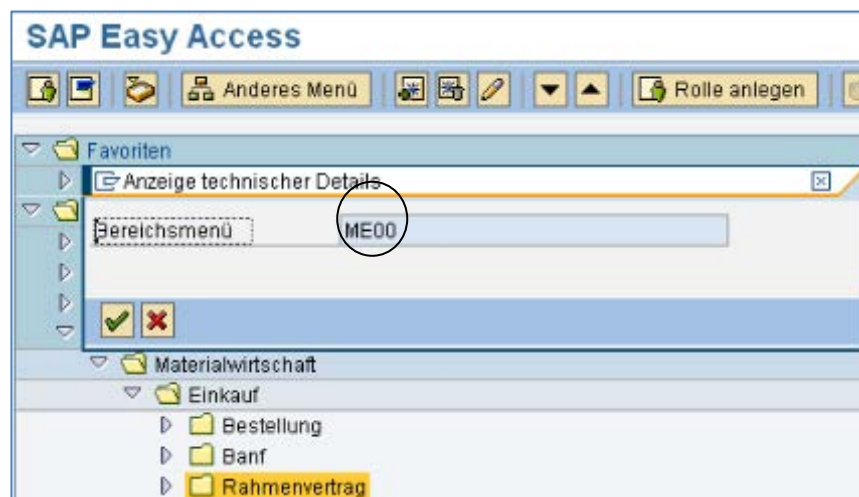 SAP Easy Access
Anderes Menü Rolle anlegen
Favoriten
Anzeige technischer Details
Bereichsmenü ME00
Materialwirtschaft
Einkauf
Bestellung
Banf
Rahmenvertrag